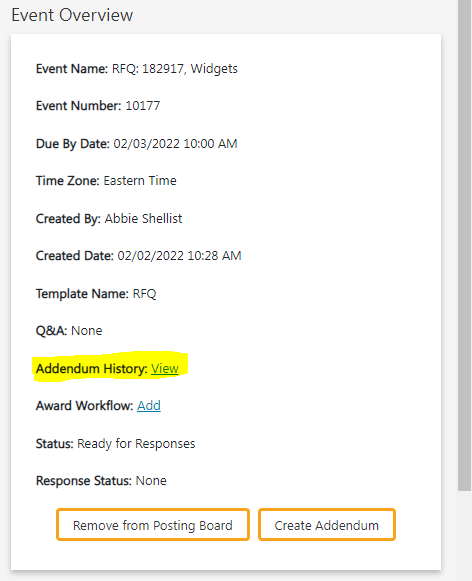 Event Overview
Event Name: RFQ: 182917, Widgets
Event Number: 10177
Due By Date: 02/03/2022 10:00 AM
Time Zone: Eastern Time
Created By: Abbie Shellist
Created Date: 02/02/2022 10:28 AM
Template Name: RFQ
Q&A: None
Addendum History: View
Award Workflow: Add
Status: Ready for Responses
Response Status: None
Remove from Posting Board Create Addendum